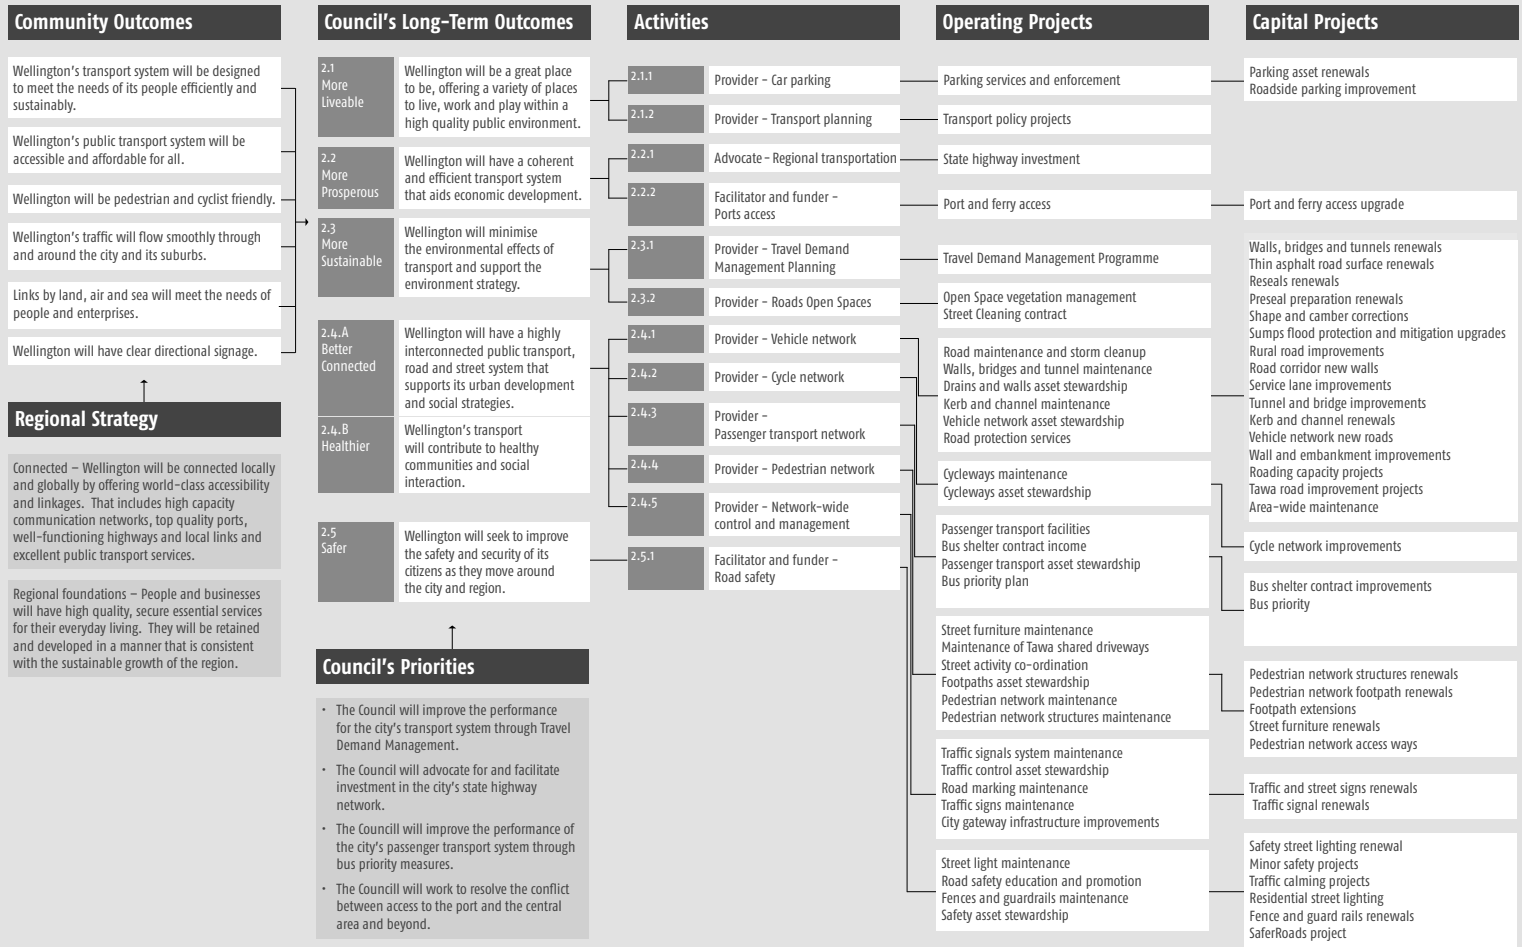 Community Outcomes
Wellington's transport system will be designed
to meet the needs of its people efficiently and
sustainably.
Wellington's public transport system will be
accessible and affordable for all.
Wellington will be pedestrian and cyclist friendly.
Wellington's traffic will flow smoothly through
and around the city and its suburbs.
Links by land, air and sea will meet the needs of
people and enterprises.
Wellington will have clear directional signage.
Regional Strategy
Connected – Wellington will be connected locally
and globally by offering world-class accessibility
and linkages. That includes high capacity
communication networks, top quality ports,
well-functioning highways and local links and
excellent public transport services.
Regional foundations – People and businesses
will have high quality, secure essential services
for their everyday living. They will be retained
and developed in a manner that is consistent
with the sustainable growth of the region.
Council's Long-Term Outcomes
2.1
More
Liveable
Wellington will be a great place
to be, offering a variety of places
to live, work and play within a
high quality public environment.
2.2
More
Prosperous
Wellington will have a coherent
and efficient transport system
that aids economic development.
2.3
More
Sustainable
Wellington will minimise
the environmental effects of
transport and support the
environment strategy.
2.4.A
Better
Connected
Wellington will have a highly
interconnected public transport,
road and street system that
supports its urban development
and social strategies.
2.4.B
Healthier
Wellington's transport
will contribute to healthy
communities and social
interaction.
2.5
Safer
Wellington will seek to improve
the safety and security of its
citizens as they move around
the city and region.
Council's Priorities
• The Council will improve the performance
for the city's transport system through Travel
Demand Management.
• The Council will advocate for and facilitate
investment in the city's state highway
network.
• The Councill will improve the performance of
the city's passenger transport system through
bus priority measures.
• The Councill will work to resolve the conflict
between access to the port and the central
area and beyond.
Activities
2.1.1
Provider - Car parking
2.1.2
Provider - Transport planning
2.2.1
Advocate - Regional transportation
2.2.2
Facilitator and funder -
Ports access
2.3.1
Provider - Travel Demand
Management Planning
2.3.2
Provider - Roads Open Spaces
2.4.1
Provider - Vehicle network
2.4.2
Provider - Cycle network
2.4.3
Provider -
Passenger transport network
2.4.4
Provider - Pedestrian network
2.4.5
Provider - Network-wide
control and management
2.5.1
Facilitator and funder -
Road safety
Operating Projects
Parking services and enforcement
Transport policy projects
State highway investment
Port and ferry access
Travel Demand Management Programme
Open Space vegetation management
Street Cleaning contract
Road maintenance and storm cleanup
Walls, bridges and tunnel maintenance
Drains and walls asset stewardship
Kerb and channel maintenance
Vehicle network asset stewardship
Road protection services
Cycleways maintenance
Cycleways asset stewardship
Passenger transport facilities
Bus shelter contract income
Passenger transport asset stewardship
Bus priority plan
Street furniture maintenance
Maintenance of Tawa shared driveways
Street activity co-ordination
Footpaths asset stewardship
Pedestrian network maintenance
Pedestrian network structures maintenance
Traffic signals system maintenance
Traffic control asset stewardship
Road marking maintenance
Traffic signs maintenance
City gateway infrastructure improvements
Street light maintenance
Road safety education and promotion
Fences and guardrails maintenance
Safety asset stewardship
Capital Projects
Parking asset renewals
Roadside parking improvement
Port and ferry access upgrade
Walls, bridges and tunnels renewals
Thin asphalt road surface renewals
Reseals renewals
Preseal preparation renewals
Shape and camber corrections
Sumps flood protection and mitigation upgrades
Rural road improvements
Road corridor new walls
Service lane improvements
Tunnel and bridge improvements
Kerb and channel renewals
Vehicle network new roads
Wall and embankment improvements
Roading capacity projects
Tawa road improvement projects
Area-wide maintenance
Cycle network improvements
Bus shelter contract improvements
Bus priority
Pedestrian network structures renewals
Pedestrian network footpath renewals
Footpath extensions
Street furniture renewals
Pedestrian network access ways
Traffic and street signs renewals
Traffic signal renewals
Safety street lighting renewal
Minor safety projects
Traffic calming projects
Residential street lighting
Fence and guard rails renewals
SaferRoads project